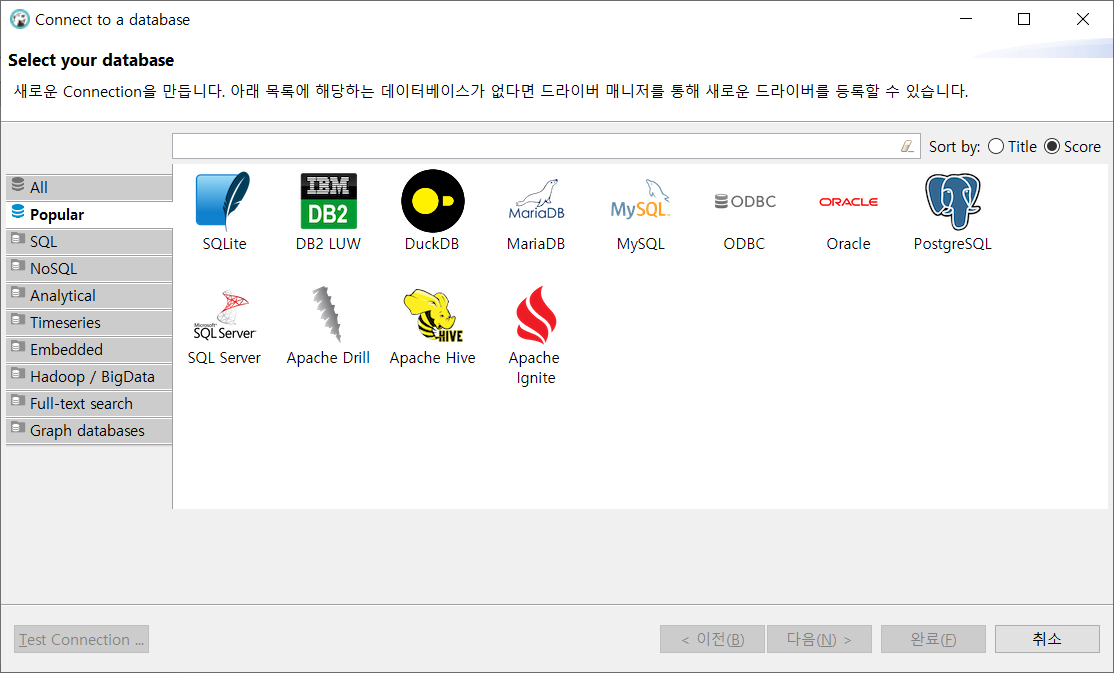 Connect to a database
Select your database
새로운 Connection을 만듭니다. 아래 목록에 해당하는 데이터베이스가 없다면 드라이버 매니저를 통해 새로운 드라이버를 등록할 수 있습니다.
Sort by: Title Score
All
Popular
SQL
NoSQL
Analytical
Timeseries
Embedded
Hadoop / BigData
Full-text search
Graph databases
IBM
DB2
MariaDB
MySQL
ODBC
ORACLE
SQLite
DB2 LUW
DuckDB
MariaDB
MySQL
ODBC
Oracle
PostgreSQL
Microsoft
SQL Server
HIVE
SQL Server
Apache Drill
Apache Hive
Apache
Ignite
Test Connection ...
< 이전(B)
다음(N) >
완료(F)
취소